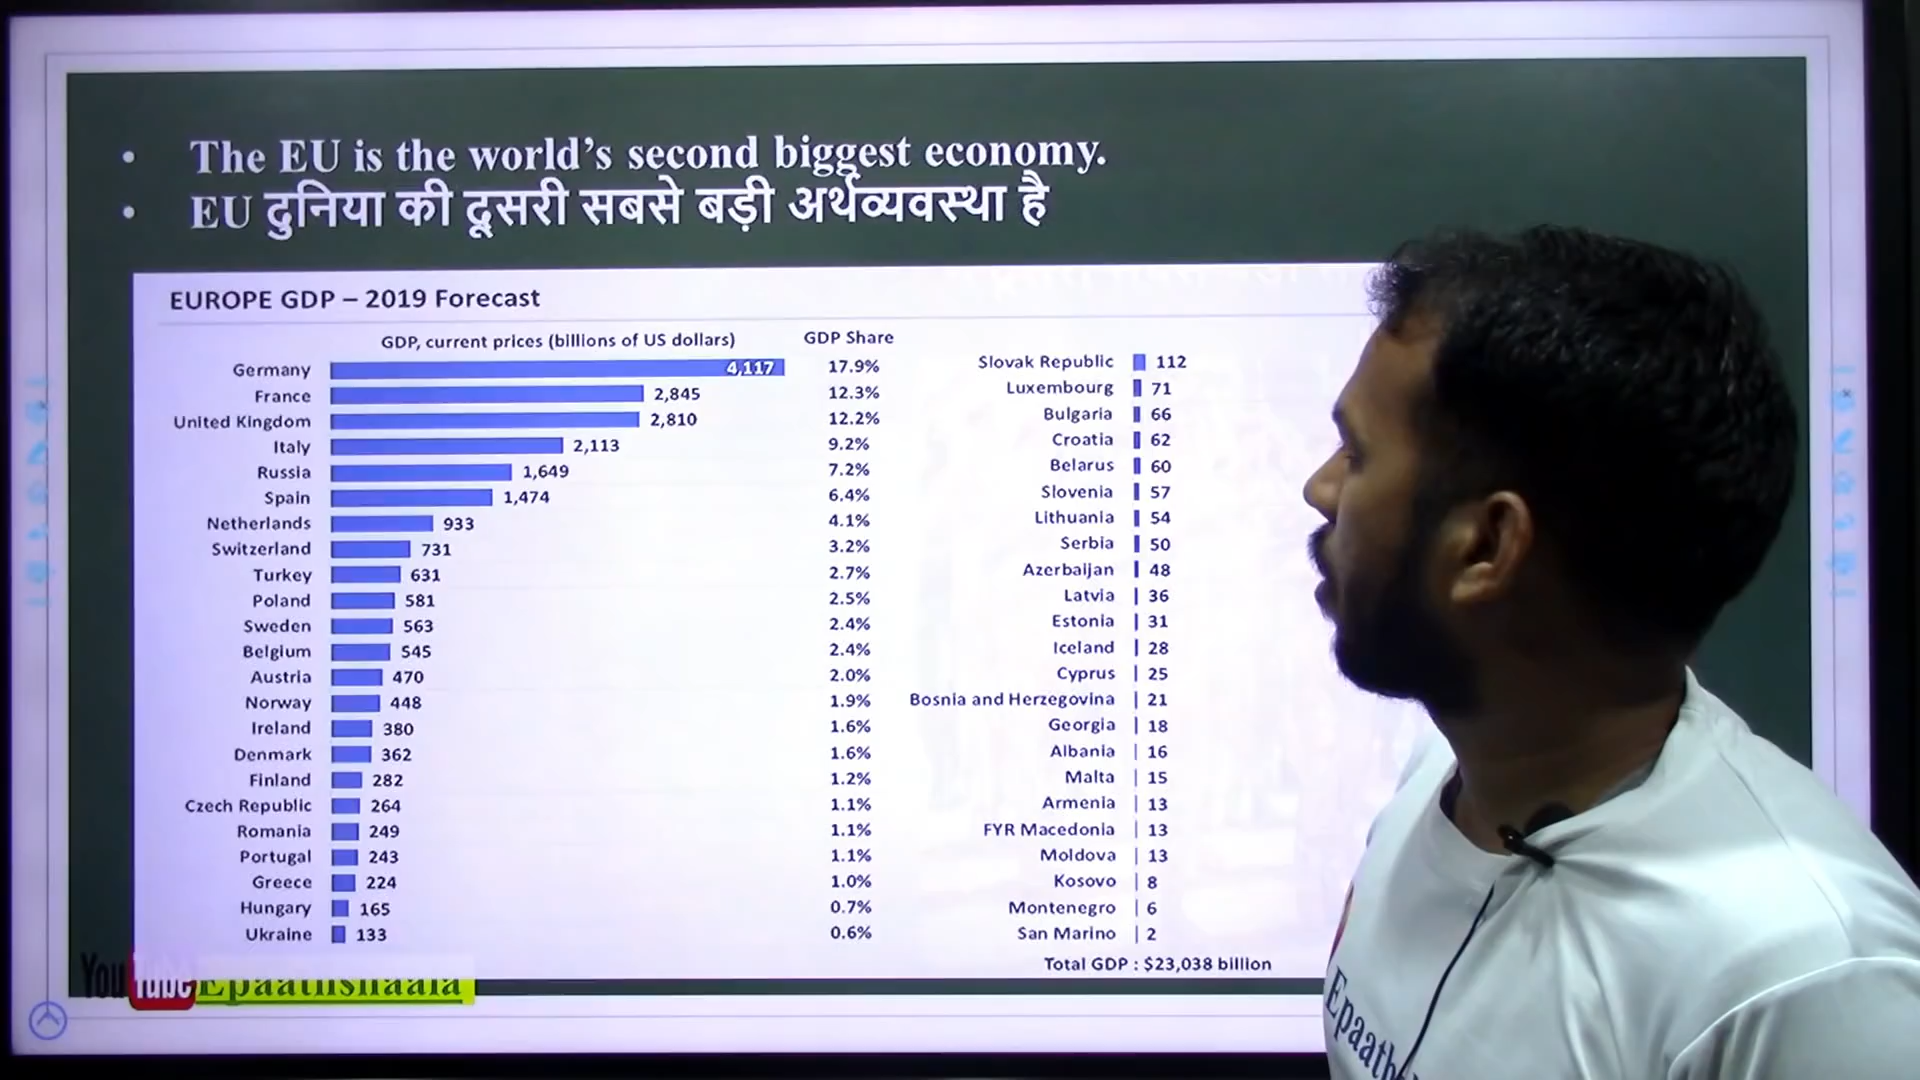 • The EU is the world’s second biggest economy.
• EU दुनिया की दूसरी सबसे बड़ी अर्थव्यवस्था है
EUROPE GDP – 2019 Forecast
GDP, current prices (billions of US dollars) GDP Share
Germany 4,117 17.9%
France 2,845 12.3%
United Kingdom 2,810 12.2%
Italy 2,113 9.2%
Russia 1,649 7.2%
Spain 1,474 6.4%
Netherlands 933 4.1%
Switzerland 731 3.2%
Turkey 631 2.7%
Poland 581 2.5%
Sweden 563 2.4%
Belgium 545 2.4%
Austria 470 2.0%
Norway 448 1.9%
Ireland 380 1.6%
Denmark 362 1.6%
Finland 282 1.2%
Czech Republic 264 1.1%
Romania 249 1.1%
Portugal 243 1.1%
Greece 224 1.0%
Hungary 165 0.7%
Ukraine 133 0.6%
Slovak Republic 112
Luxembourg 71
Bulgaria 66
Croatia 62
Belarus 60
Slovenia 57
Lithuania 54
Serbia 50
Azerbaijan 48
Latvia 36
Estonia 31
Iceland 28
Cyprus 25
Bosnia and Herzegovina 21
Georgia 18
Albania 16
Malta 15
Armenia 13
FYR Macedonia 13
Moldova 13
Kosovo 8
Montenegro 6
San Marino 2
Total GDP : $23,038 billion
YouTube Epaathshaala
Epaath